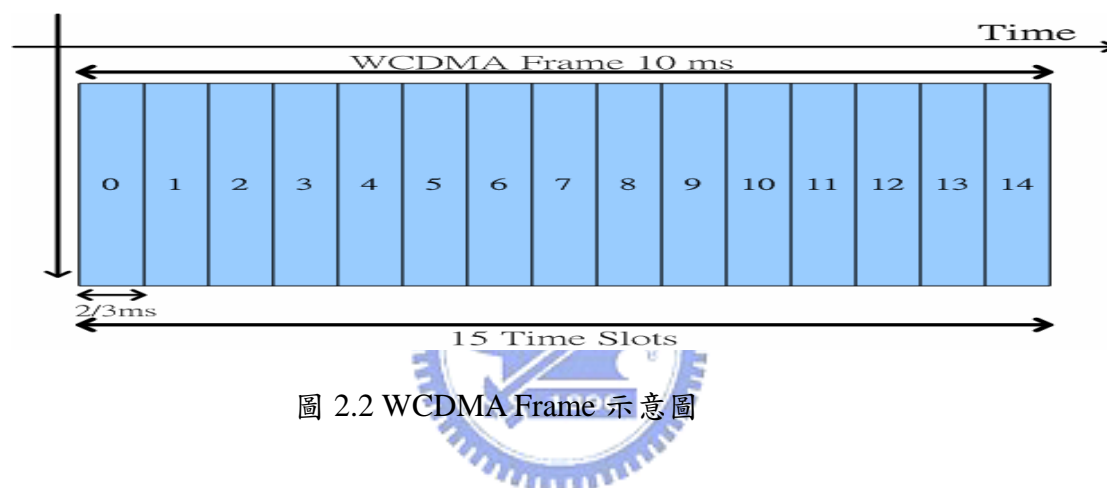 Time
WCDMA Frame 10 ms
0 1 2 3 4 5 6 7 8 9 10 11 12 13 14
2/3ms
15 Time Slots
圖 2.2 WCDMA Frame 示意圖